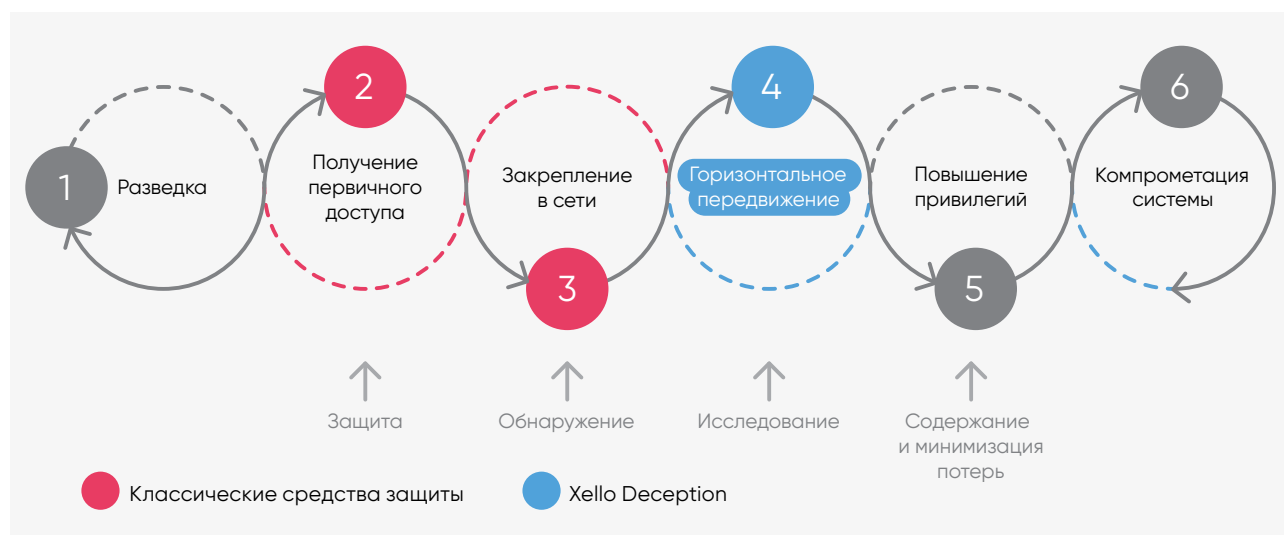 1
Разведка
2
Получение
первичного
доступа
Закрепление
в сети
3
4
Горизонтальное
передвижение
Повышение
привилегий
5
6
Компрометация
системы
Защита
Обнаружение
Исследование
Содержание
и минимизация
потерь
Классические средства защиты
Xello Deception